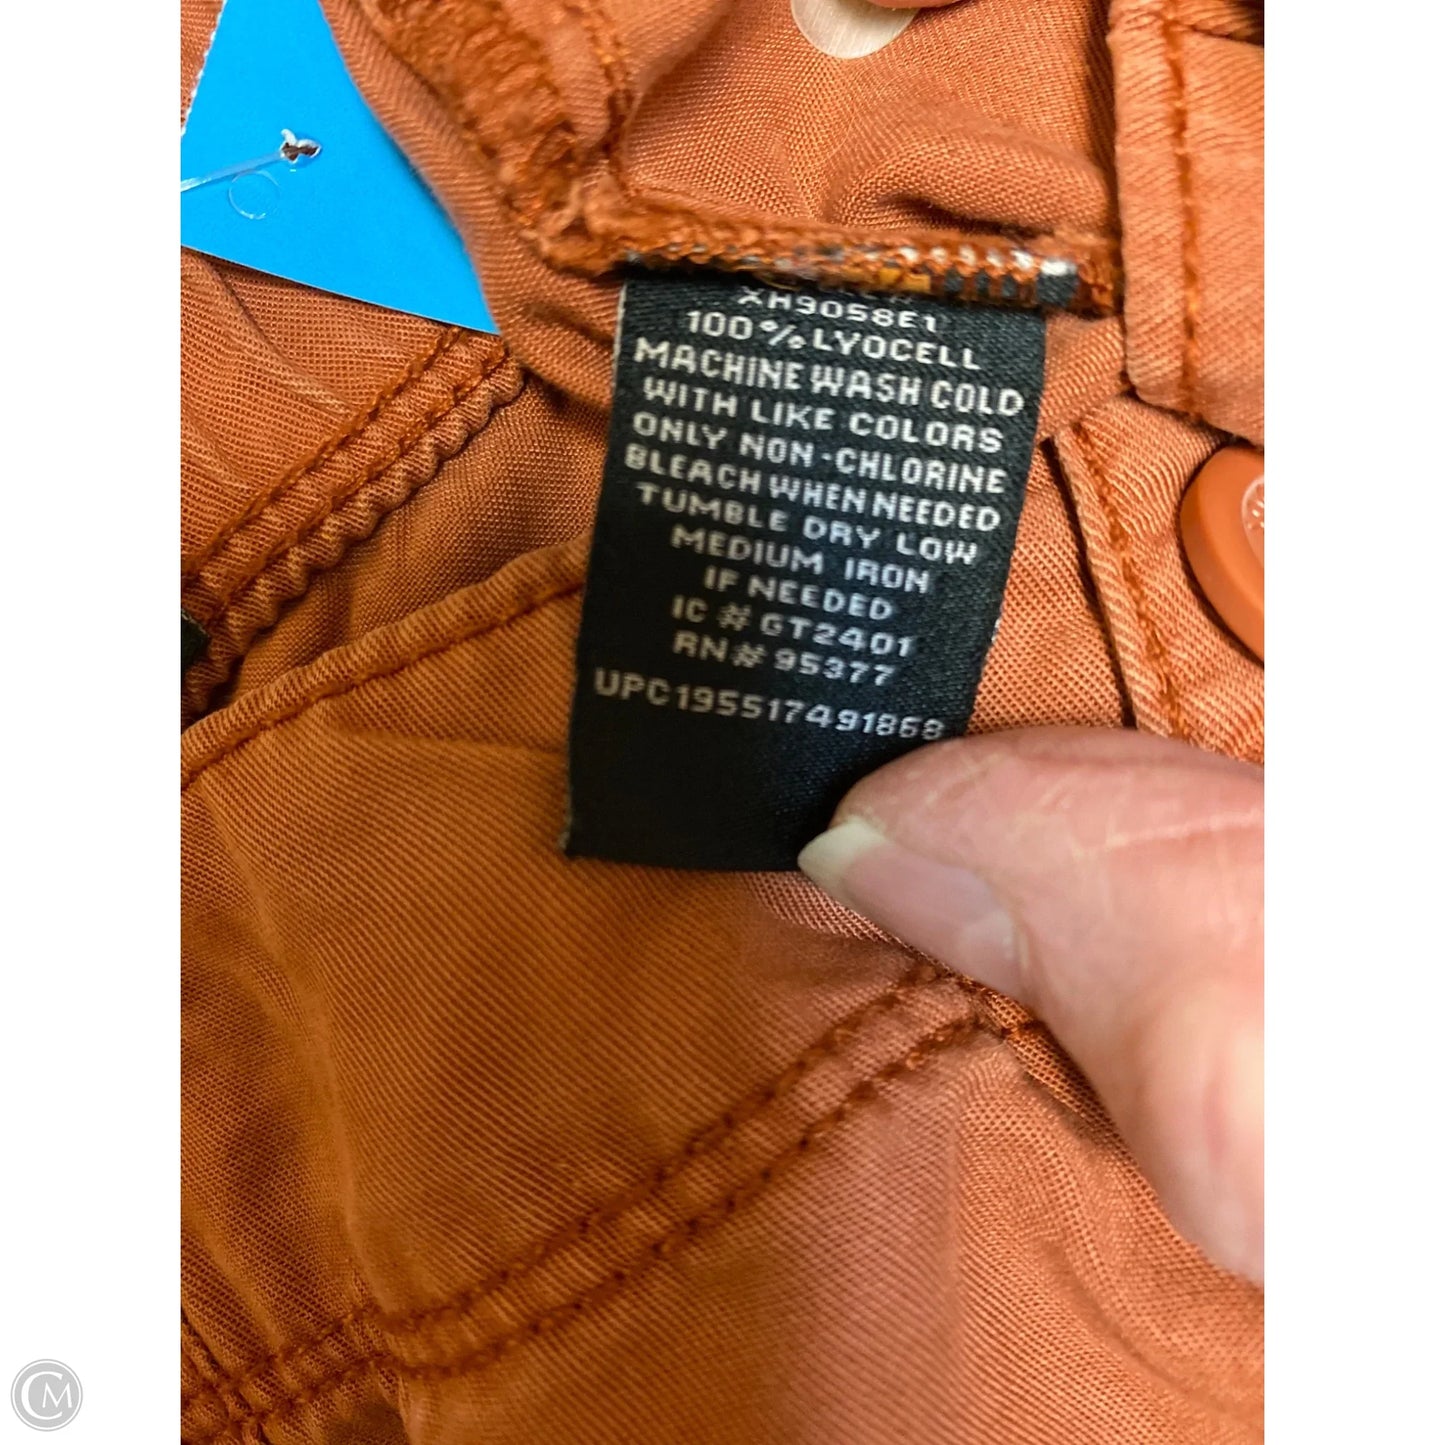 XH9058E1
100% LYOCELL
MACHINE WASH COLD
WITH LIKE COLORS
ONLY NON-CHLORINE
BLEACH WHEN NEEDED
TUMBLE DRY LOW
MEDIUM IRON
IF NEEDED
IC # GT2401
RN# 95377
UPC195517491868
CM